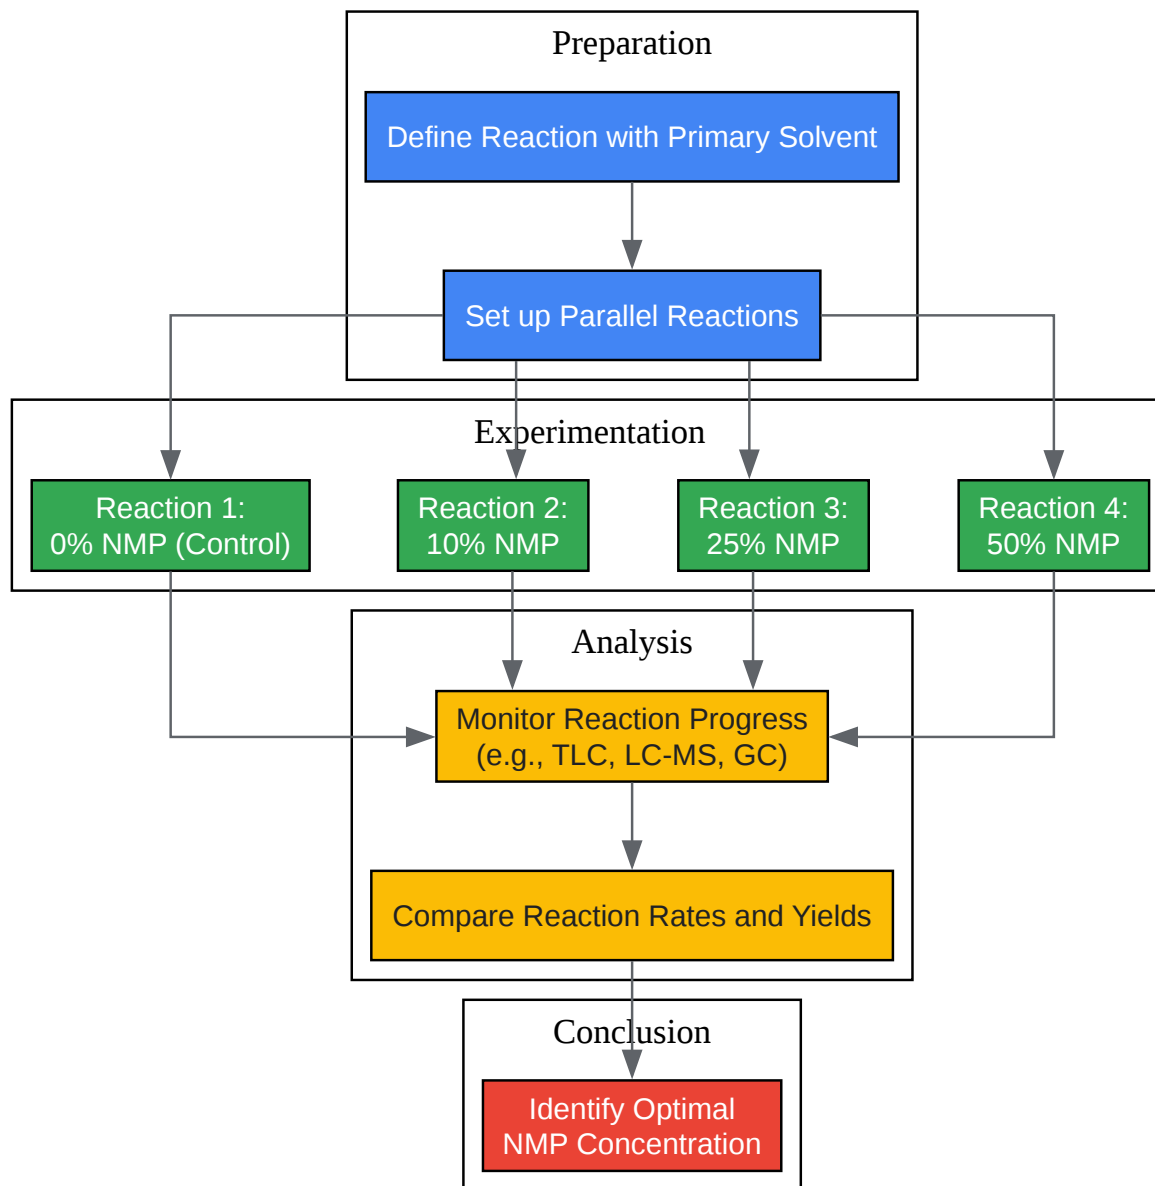 Preparation
Define Reaction with Primary Solvent
Set up Parallel Reactions
Experimentation
Reaction 1:
0% NMP (Control)
Reaction 2:
10% NMP
Reaction 3:
25% NMP
Reaction 4:
50% NMP
Analysis
Monitor Reaction Progress
(e.g., TLC, LC-MS, GC)
Compare Reaction Rates and Yields
Conclusion
Identify Optimal
NMP Concentration